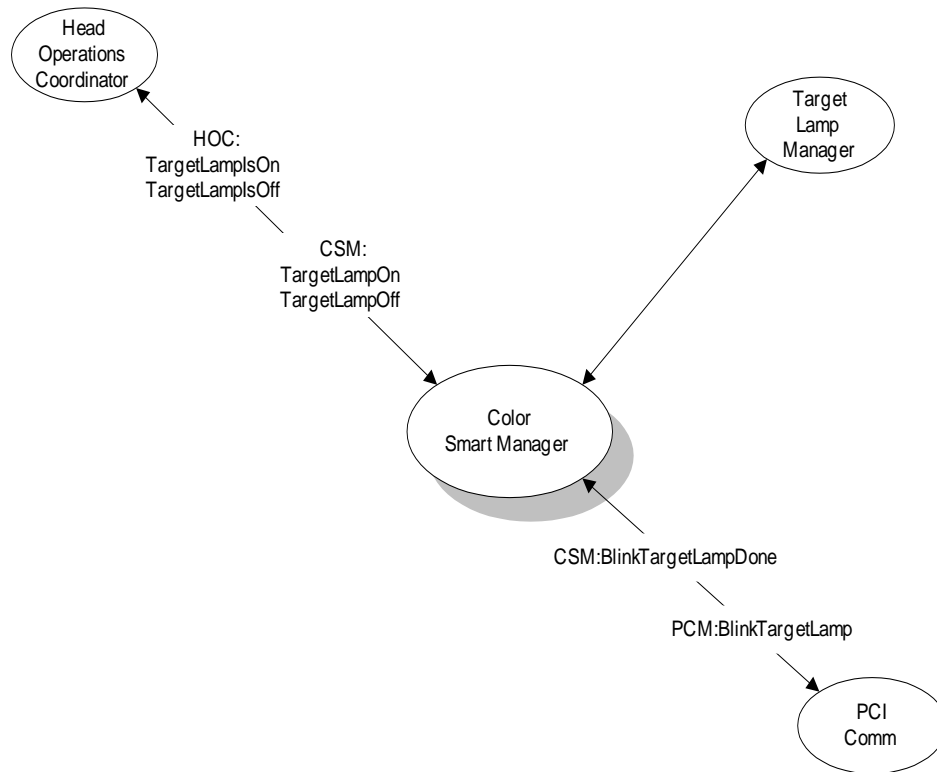 Head
Operations
Coordinator
Target
Lamp
Manager
HOC:
TargetLampIsOn
TargetLampIsOff
CSM:
TargetLampOn
TargetLampOff
Color
Smart Manager
CSM:BlinkTargetLampDone
PCM:BlinkTargetLamp
PCI
Comm